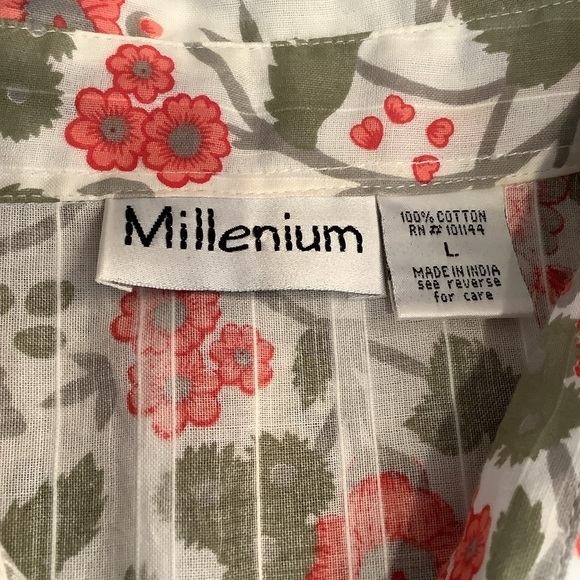 Millenium
100% COTTON
RN# 101144
L
MADE IN INDIA
see reverse
for care